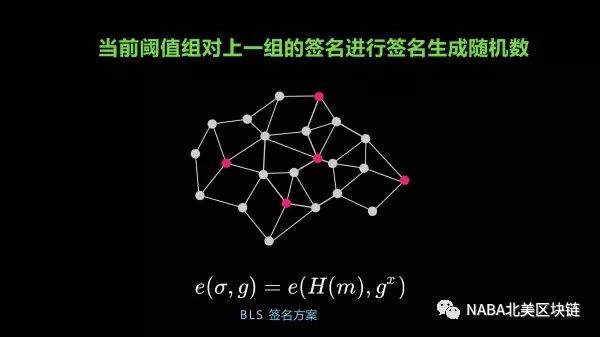 当前阈值组对上一组的签名进行签名生成随机数
e(σ, g) = e(H(m), gˣ)
BLS 签名方案
NABA北美区块链